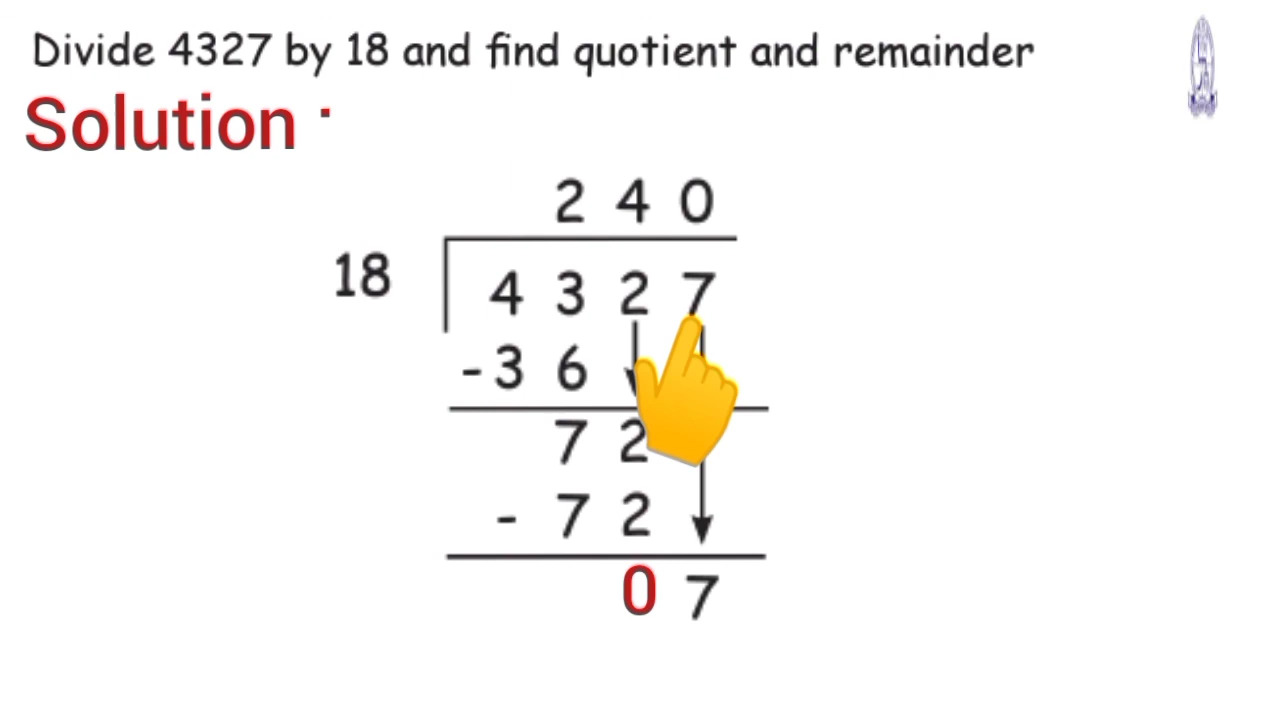 Divide 4327 by 18 and find quotient and remainder
Solution ·
2 4 0
18 4 3 2 7
- 3 6
7 2
- 7 2
0 7